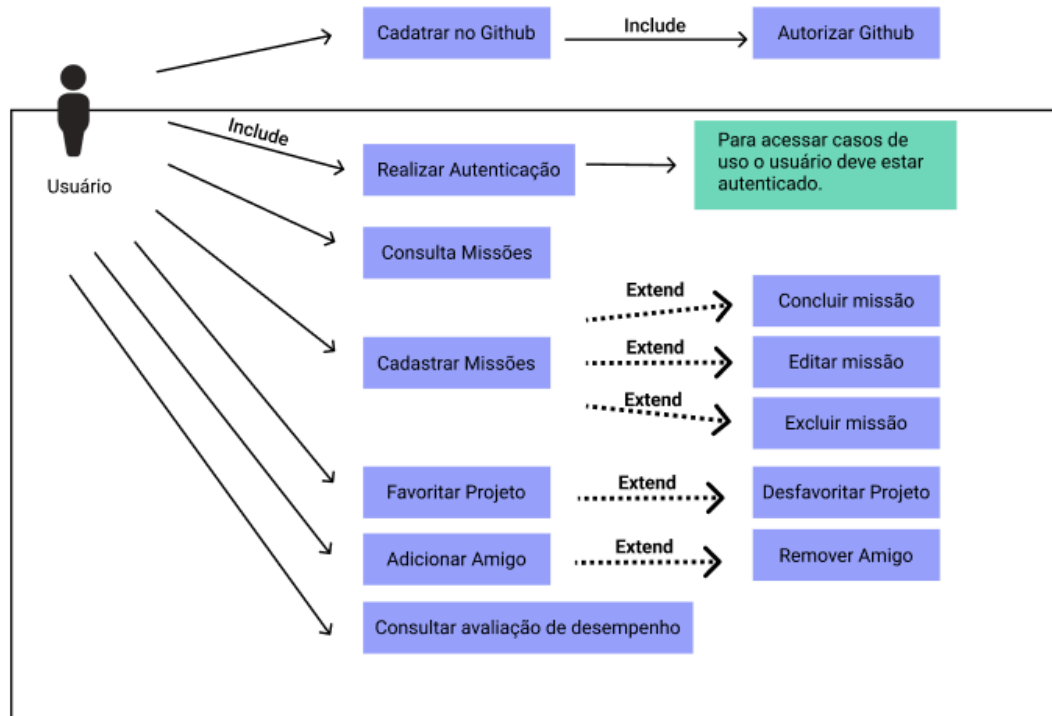 Cadatrar no Github
Include
Autorizar Github
Include
Usuário
Realizar Autenticação
Para acessar casos de
uso o usuário deve estar
autenticado.
Consulta Missões
Extend
Concluir missão
Cadastrar Missões
Extend
Editar missão
Extend
Excluir missão
Favoritar Projeto
Extend
Desfavoritar Projeto
Adicionar Amigo
Extend
Remover Amigo
Consultar avaliação de desempenho